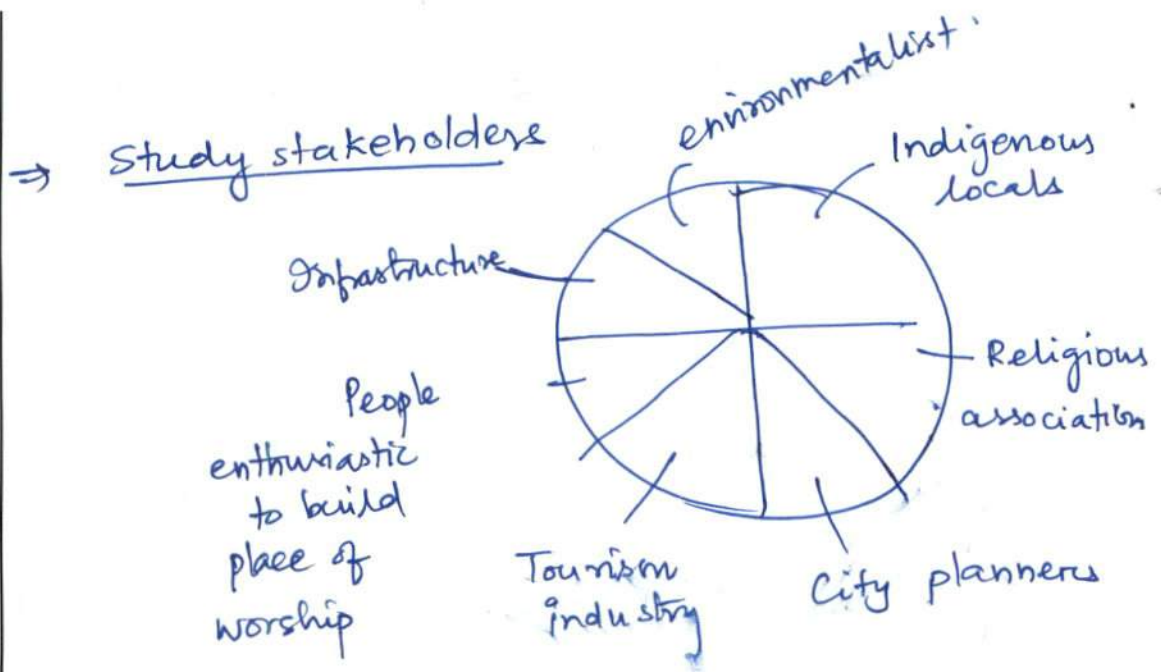 ⇒ Study stakeholders
environmentalist
Indigenous
locals
Infrastructure
Religious
association
People
enthusiastic
to build
place of
worship
Tourism
industry
City planners